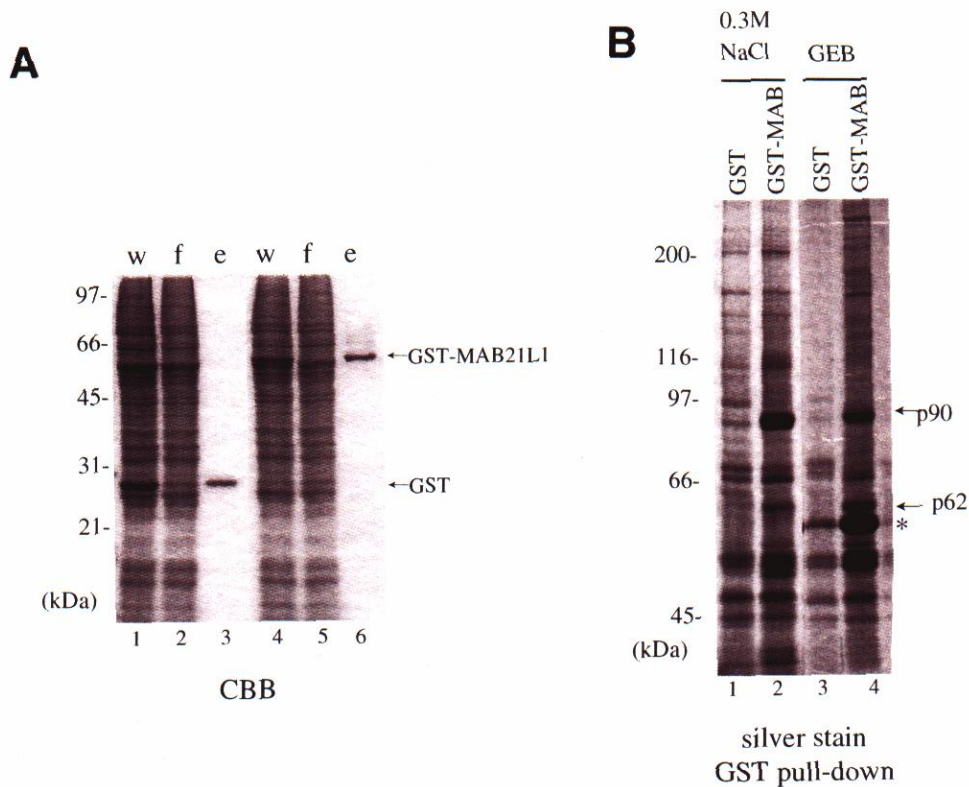 A
w f e w f e
97-
66-
45-
31-
21-
(kDa)
←GST-MAB21L1
←GST
1 2 3 4 5 6
CBB
B
0.3M
NaCl GEB
GST GST-MAB GST GST-MAB
200-
116-
97-
66-
45-
(kDa)
←p90
← p62
*
1 2 3 4
silver stain
GST pull-down